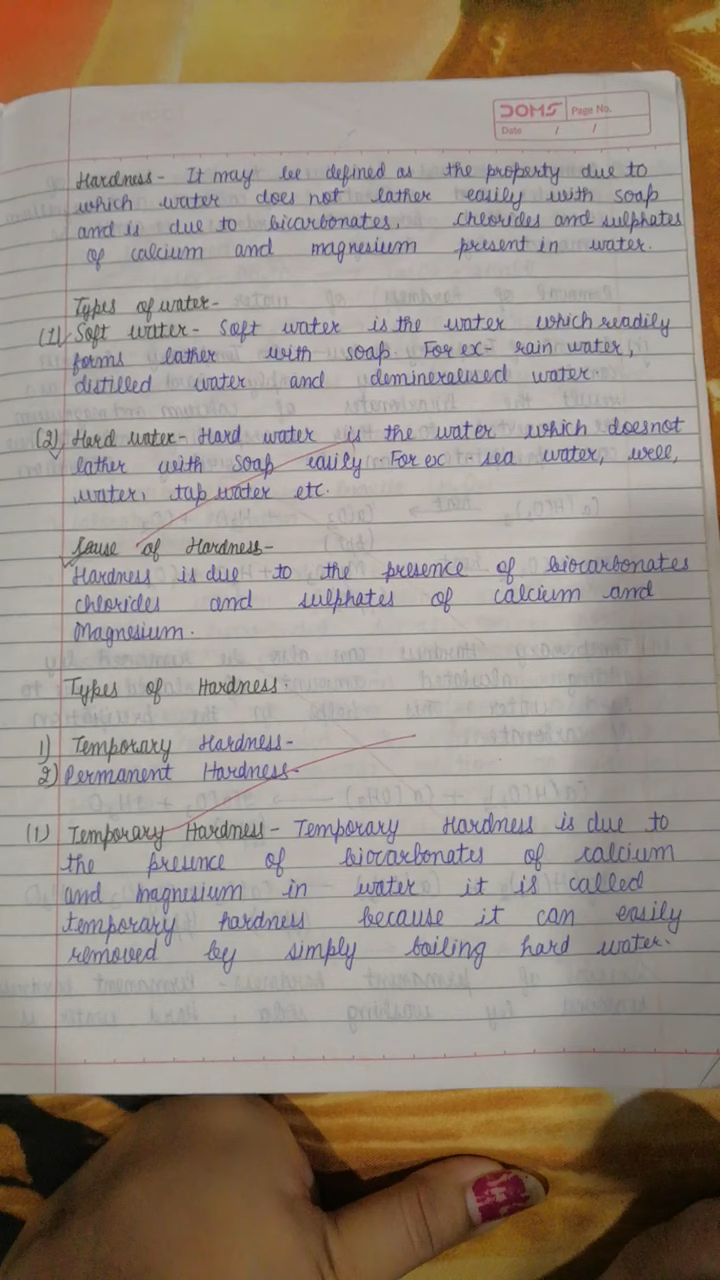 DOMS Page No.
Date / /
Hardness - It may be defined as the property due to
which water does not lather easily with soap
and is due to bicarbonates, chlorides and sulphates
of calcium and magnesium present in water.
Types of water-
(1) Soft water - Soft water is the water which readily
forms lather with soap. For ex - rain water,
distilled water and demineralised water.
(2) Hard water - Hard water is the water which doesnot
lather with soap easily. For ex - sea water, well,
water, tap water etc.
Cause of Hardness-
Hardness is due to the presence of biocarbonates
chlorides and sulphates of calcium and
Magnesium.
Types of Hardness.
1) Temporary Hardness-
2) Permanent Hardness-
(1) Temporary Hardness - Temporary Hardness is due to
the presence of biocarbonates of calcium
and magnesium in water it is called
temporary hardness because it can easily
removed by simply boiling hard water.